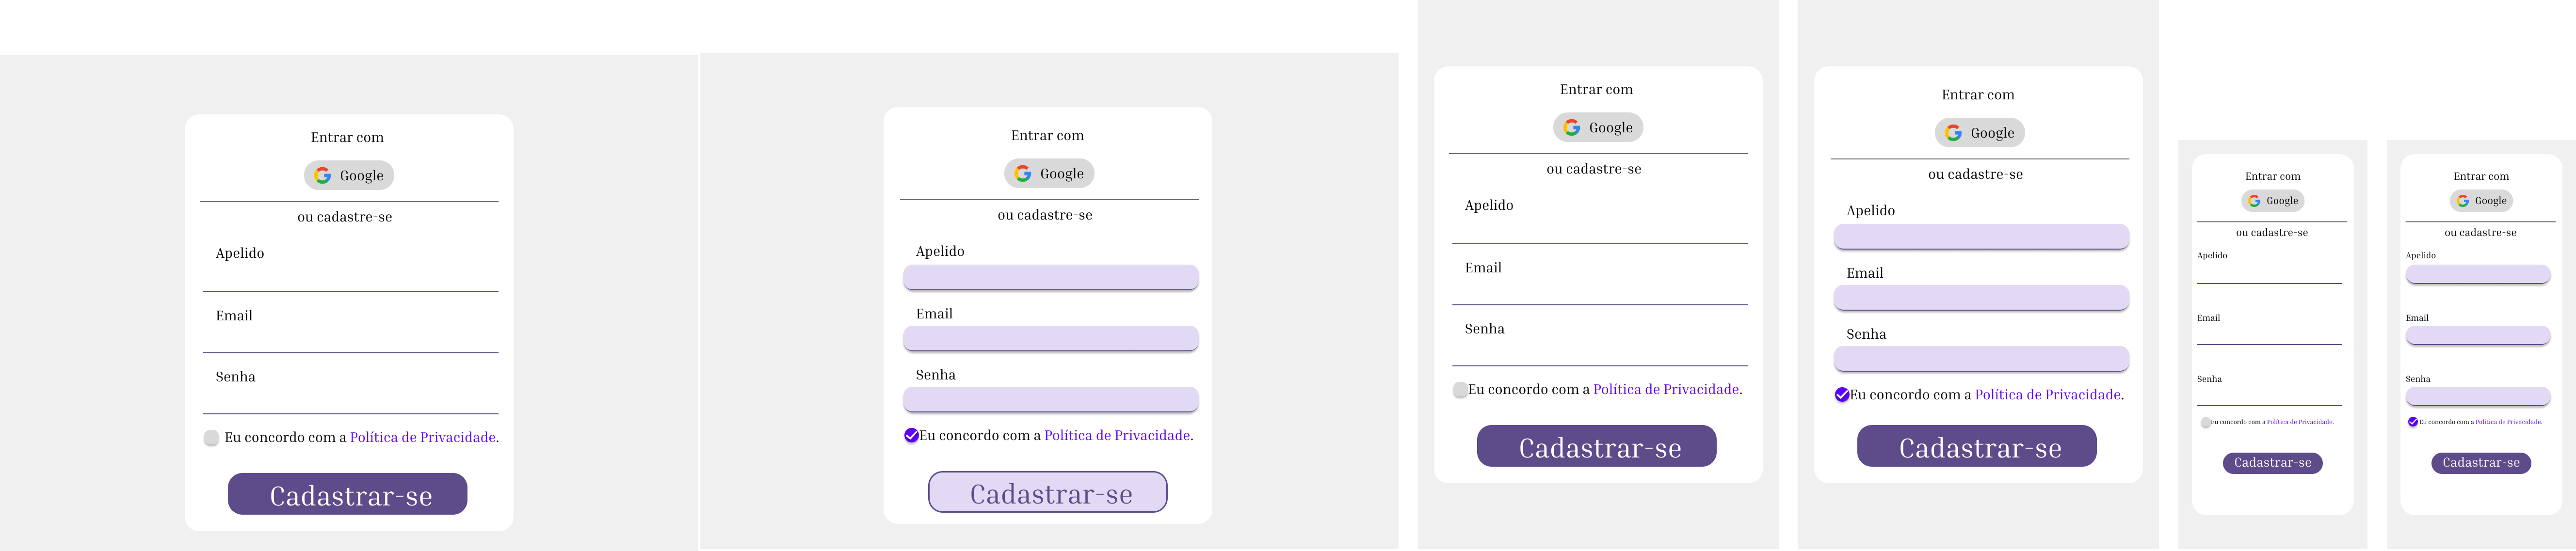 Entrar com
Google
ou cadastre-se
Apelido
Email
Senha
Eu concordo com a Política de Privacidade.
Cadastrar-se
Entrar com
Google
ou cadastre-se
Apelido
Email
Senha
Eu concordo com a Política de Privacidade.
Cadastrar-se
Entrar com
Google
ou cadastre-se
Apelido
Email
Senha
Eu concordo com a Política de Privacidade.
Cadastrar-se
Entrar com
Google
ou cadastre-se
Apelido
Email
Senha
Eu concordo com a Política de Privacidade.
Cadastrar-se
Entrar com
Google
ou cadastre-se
Apelido
Email
Senha
Eu concordo com a Política de Privacidade.
Cadastrar-se
Entrar com
Google
ou cadastre-se
Apelido
Email
Senha
Eu concordo com a Política de Privacidade.
Cadastrar-se